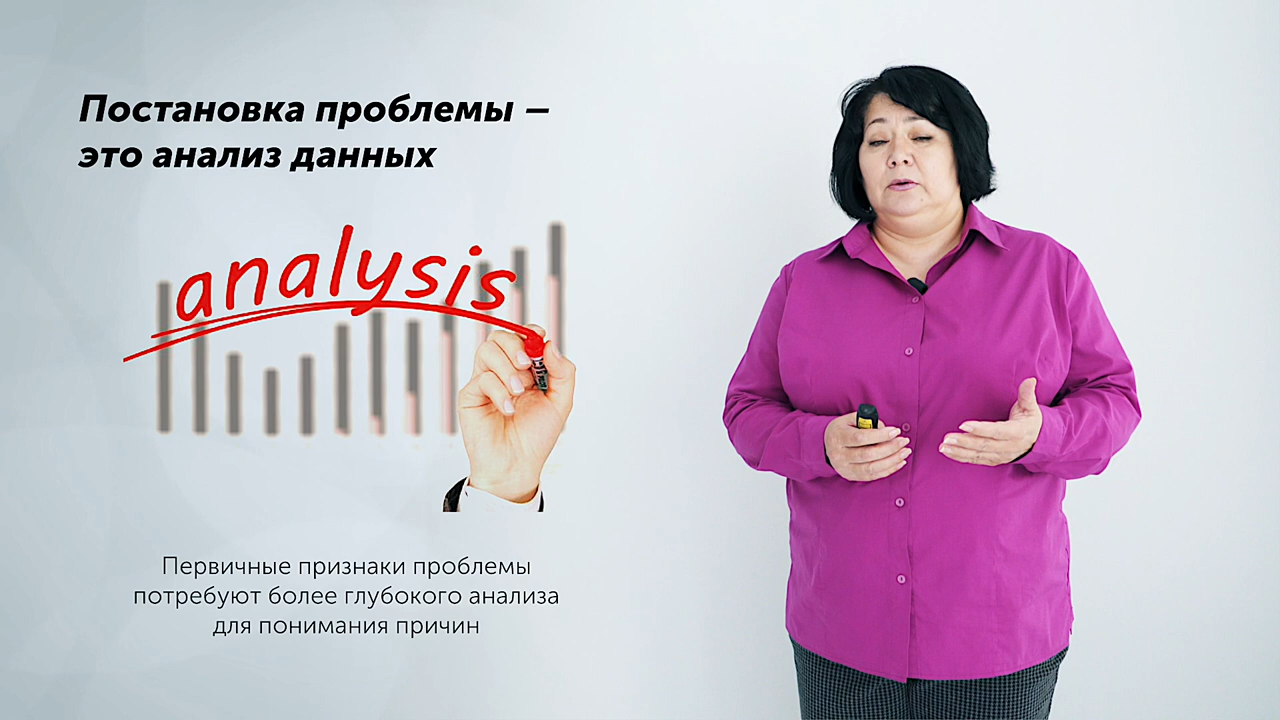 Постановка проблемы –
это анализ данных
analysis
Первичные признаки проблемы
потребуют более глубокого анализа
для понимания причин